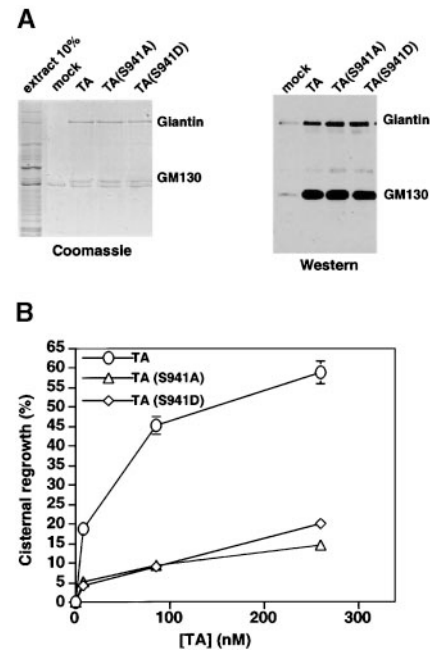 A
extract 10%
mock
TA
TA(S941A)
TA(S941D)
Giantin
GM130
Coomassie
mock
TA
TA(S941A)
TA(S941D)
Giantin
GM130
Western
B
Cisternal regrowth (%)
65
60
55
50
45
40
35
30
25
20
15
10
5
0
TA
TA (S941A)
TA (S941D)
0
100
200
300
[TA] (nM)